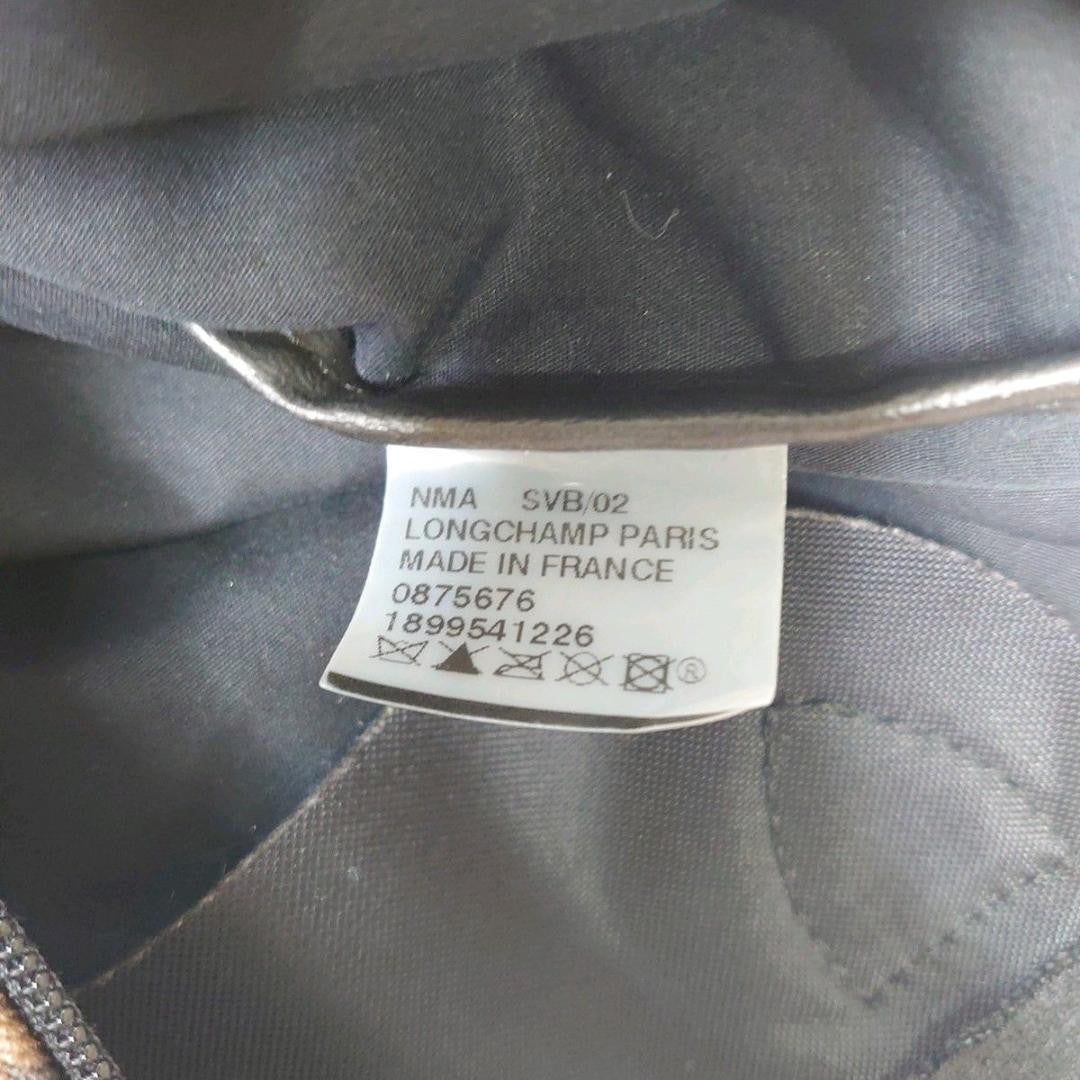 NMA SVB/02
LONGCHAMP PARIS
MADE IN FRANCE
0875676
1899541226
®